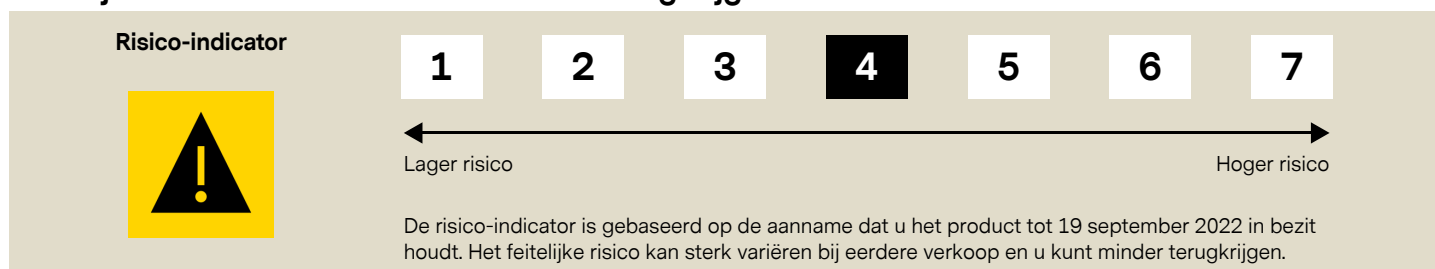 Risico-indicator
1 2 3 4 5 6 7
Lager risico Hoger risico
De risico-indicator is gebaseerd op de aanname dat u het product tot 19 september 2022 in bezit
houdt. Het feitelijke risico kan sterk variëren bij eerdere verkoop en u kunt minder terugkrijgen.